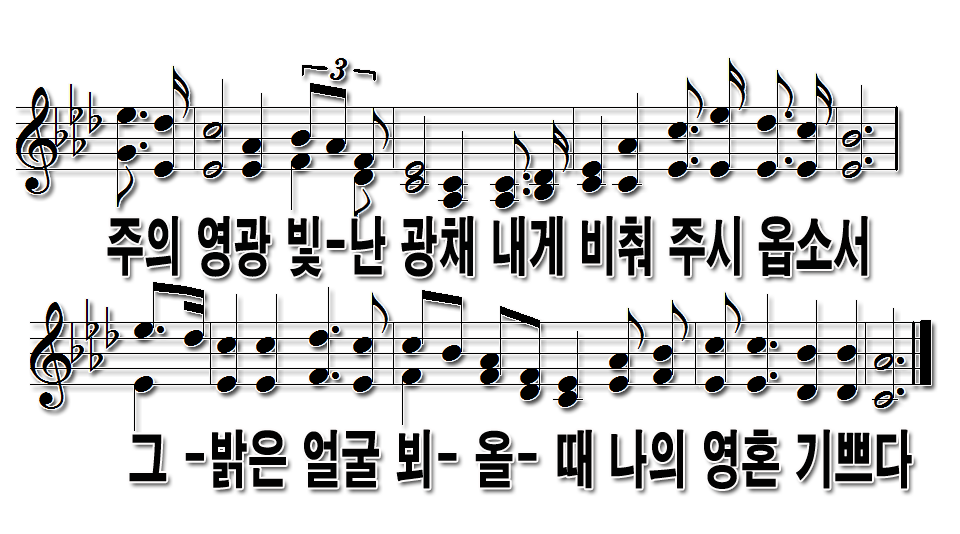 3
주의 영광 빛-난 광채 내게 비춰 주시 옵소서
그 -밝은 얼굴 뵈- 올- 때 나의 영혼 기쁘다